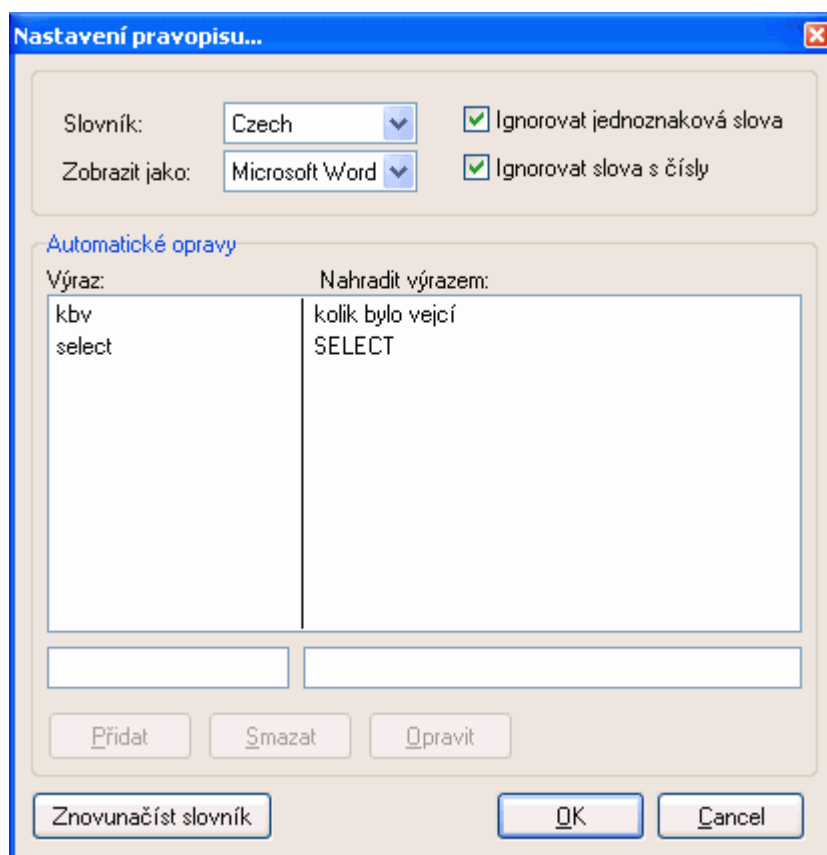 Nastavení pravopisu...
Slovník: Czech Ignorovat jednoznaková slova
Zobrazit jako: Microsoft Word Ignorovat slova s čísly
Automatické opravy
Výraz: Nahradit výrazem:
kbv kolik bylo vejcí
select SELECT
Přidat Smazat Opravit
Znovunačíst slovník OK Cancel